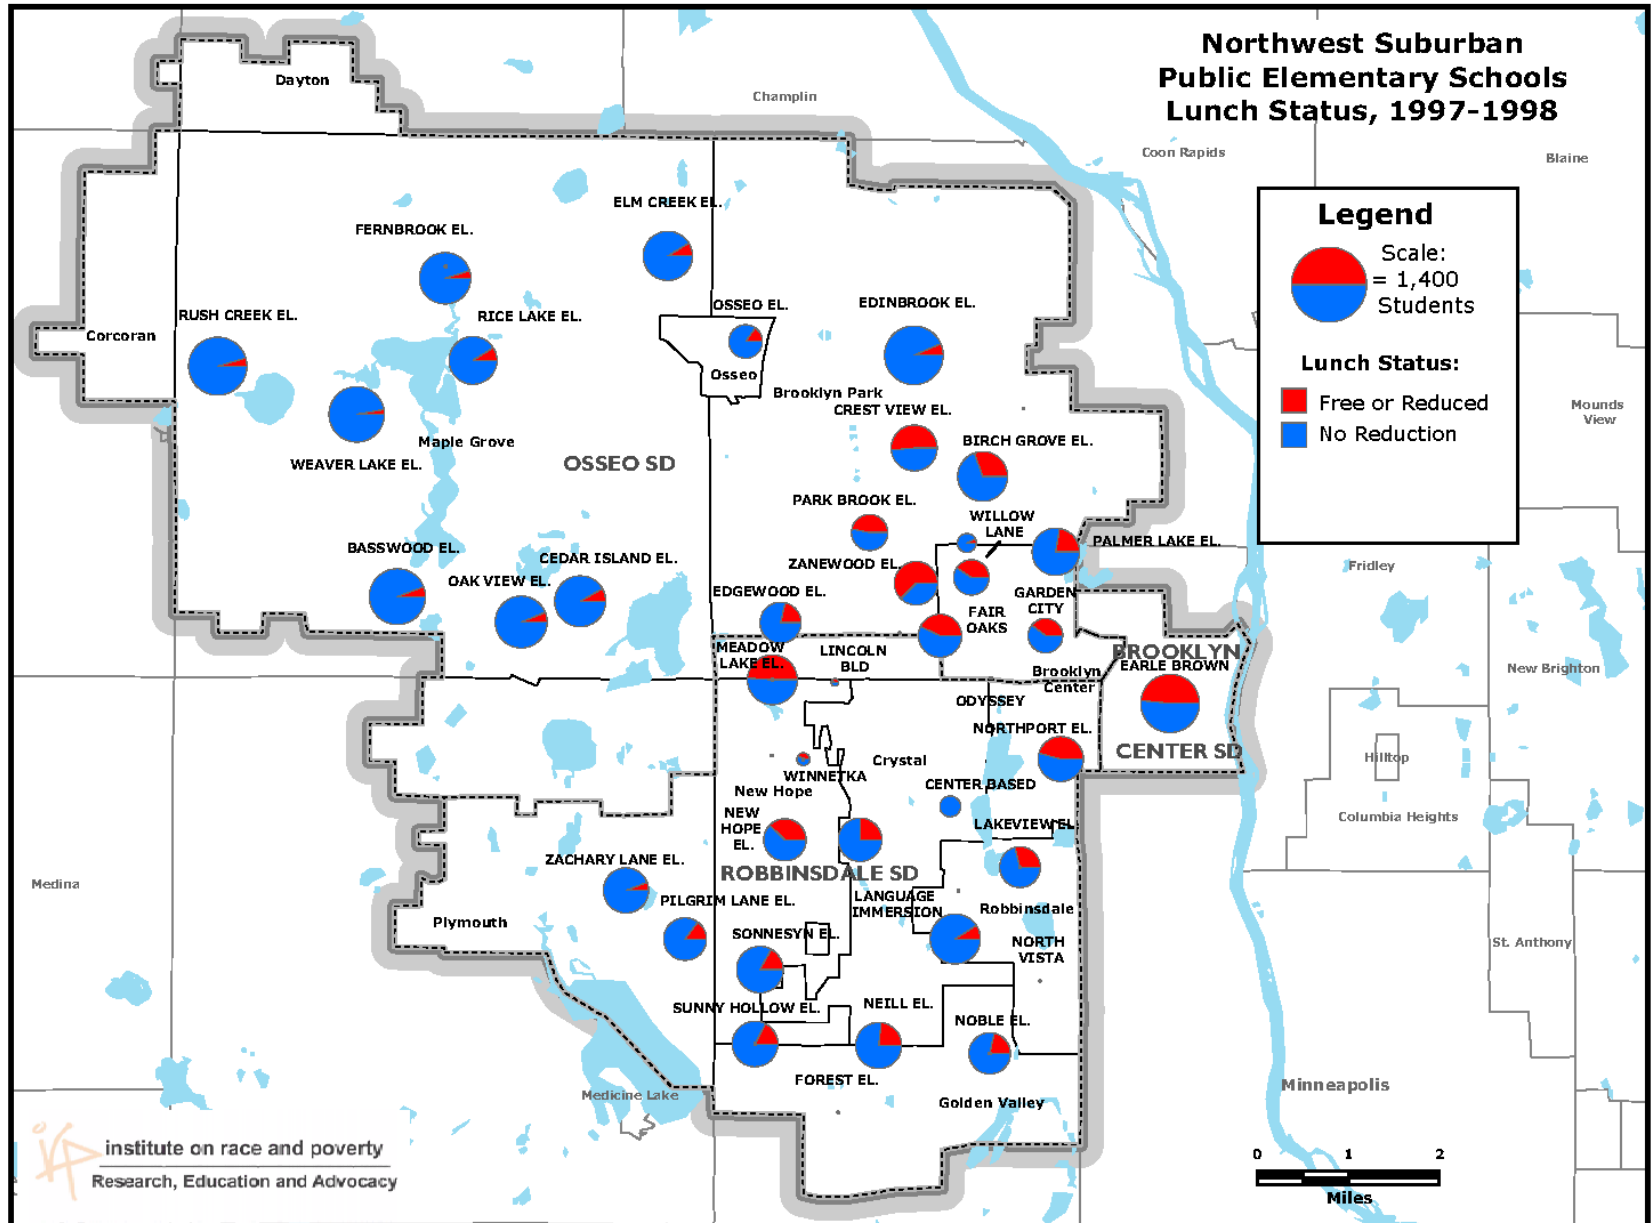 Northwest Suburban
Public Elementary Schools
Lunch Status, 1997-1998
Dayton
Champlin
Coon Rapids
Blaine
Legend
Scale:
= 1,400
Students
Lunch Status:
Free or Reduced
No Reduction
ELM CREEK EL.
FERNBROOK EL.
OSSEO EL.
EDINBROOK EL.
RUSH CREEK EL.
RICE LAKE EL.
Corcoran
Osseo
Brooklyn Park
CREST VIEW EL.
Mounds
View
Maple Grove
BIRCH GROVE EL.
WEAVER LAKE EL.
OSSEO SD
PARK BROOK EL.
WILLOW
LANE
PALMER LAKE EL.
BASSWOOD EL.
CEDAR ISLAND EL.
OAK VIEW EL.
ZANEWOOD EL.
Fridley
EDGEWOOD EL.
GARDEN
CITY
FAIR
OAKS
MEADOW
LAKE EL.
LINCOLN
BLD
BROOKLYN
EARLE BROWN
CENTER SD
Brooklyn
Center
New Brighton
ODYSSEY
NORTHPORT EL.
Crystal
Hilltop
WINNETKA
New Hope
CENTER BASED
NEW
HOPE
EL.
LAKEVIEW EL.
Columbia Heights
ZACHARY LANE EL.
ROBBINSDALE SD
Medina
PILGRIM LANE EL.
LANGUAGE
IMMERSION
Robbinsdale
Plymouth
SONNESYN EL.
NORTH
VISTA
St. Anthony
SUNNY HOLLOW EL.
NEILL EL.
NOBLE EL.
FOREST EL.
Medicine Lake
Golden Valley
Minneapolis
institute on race and poverty
Research, Education and Advocacy
0 1 2
Miles